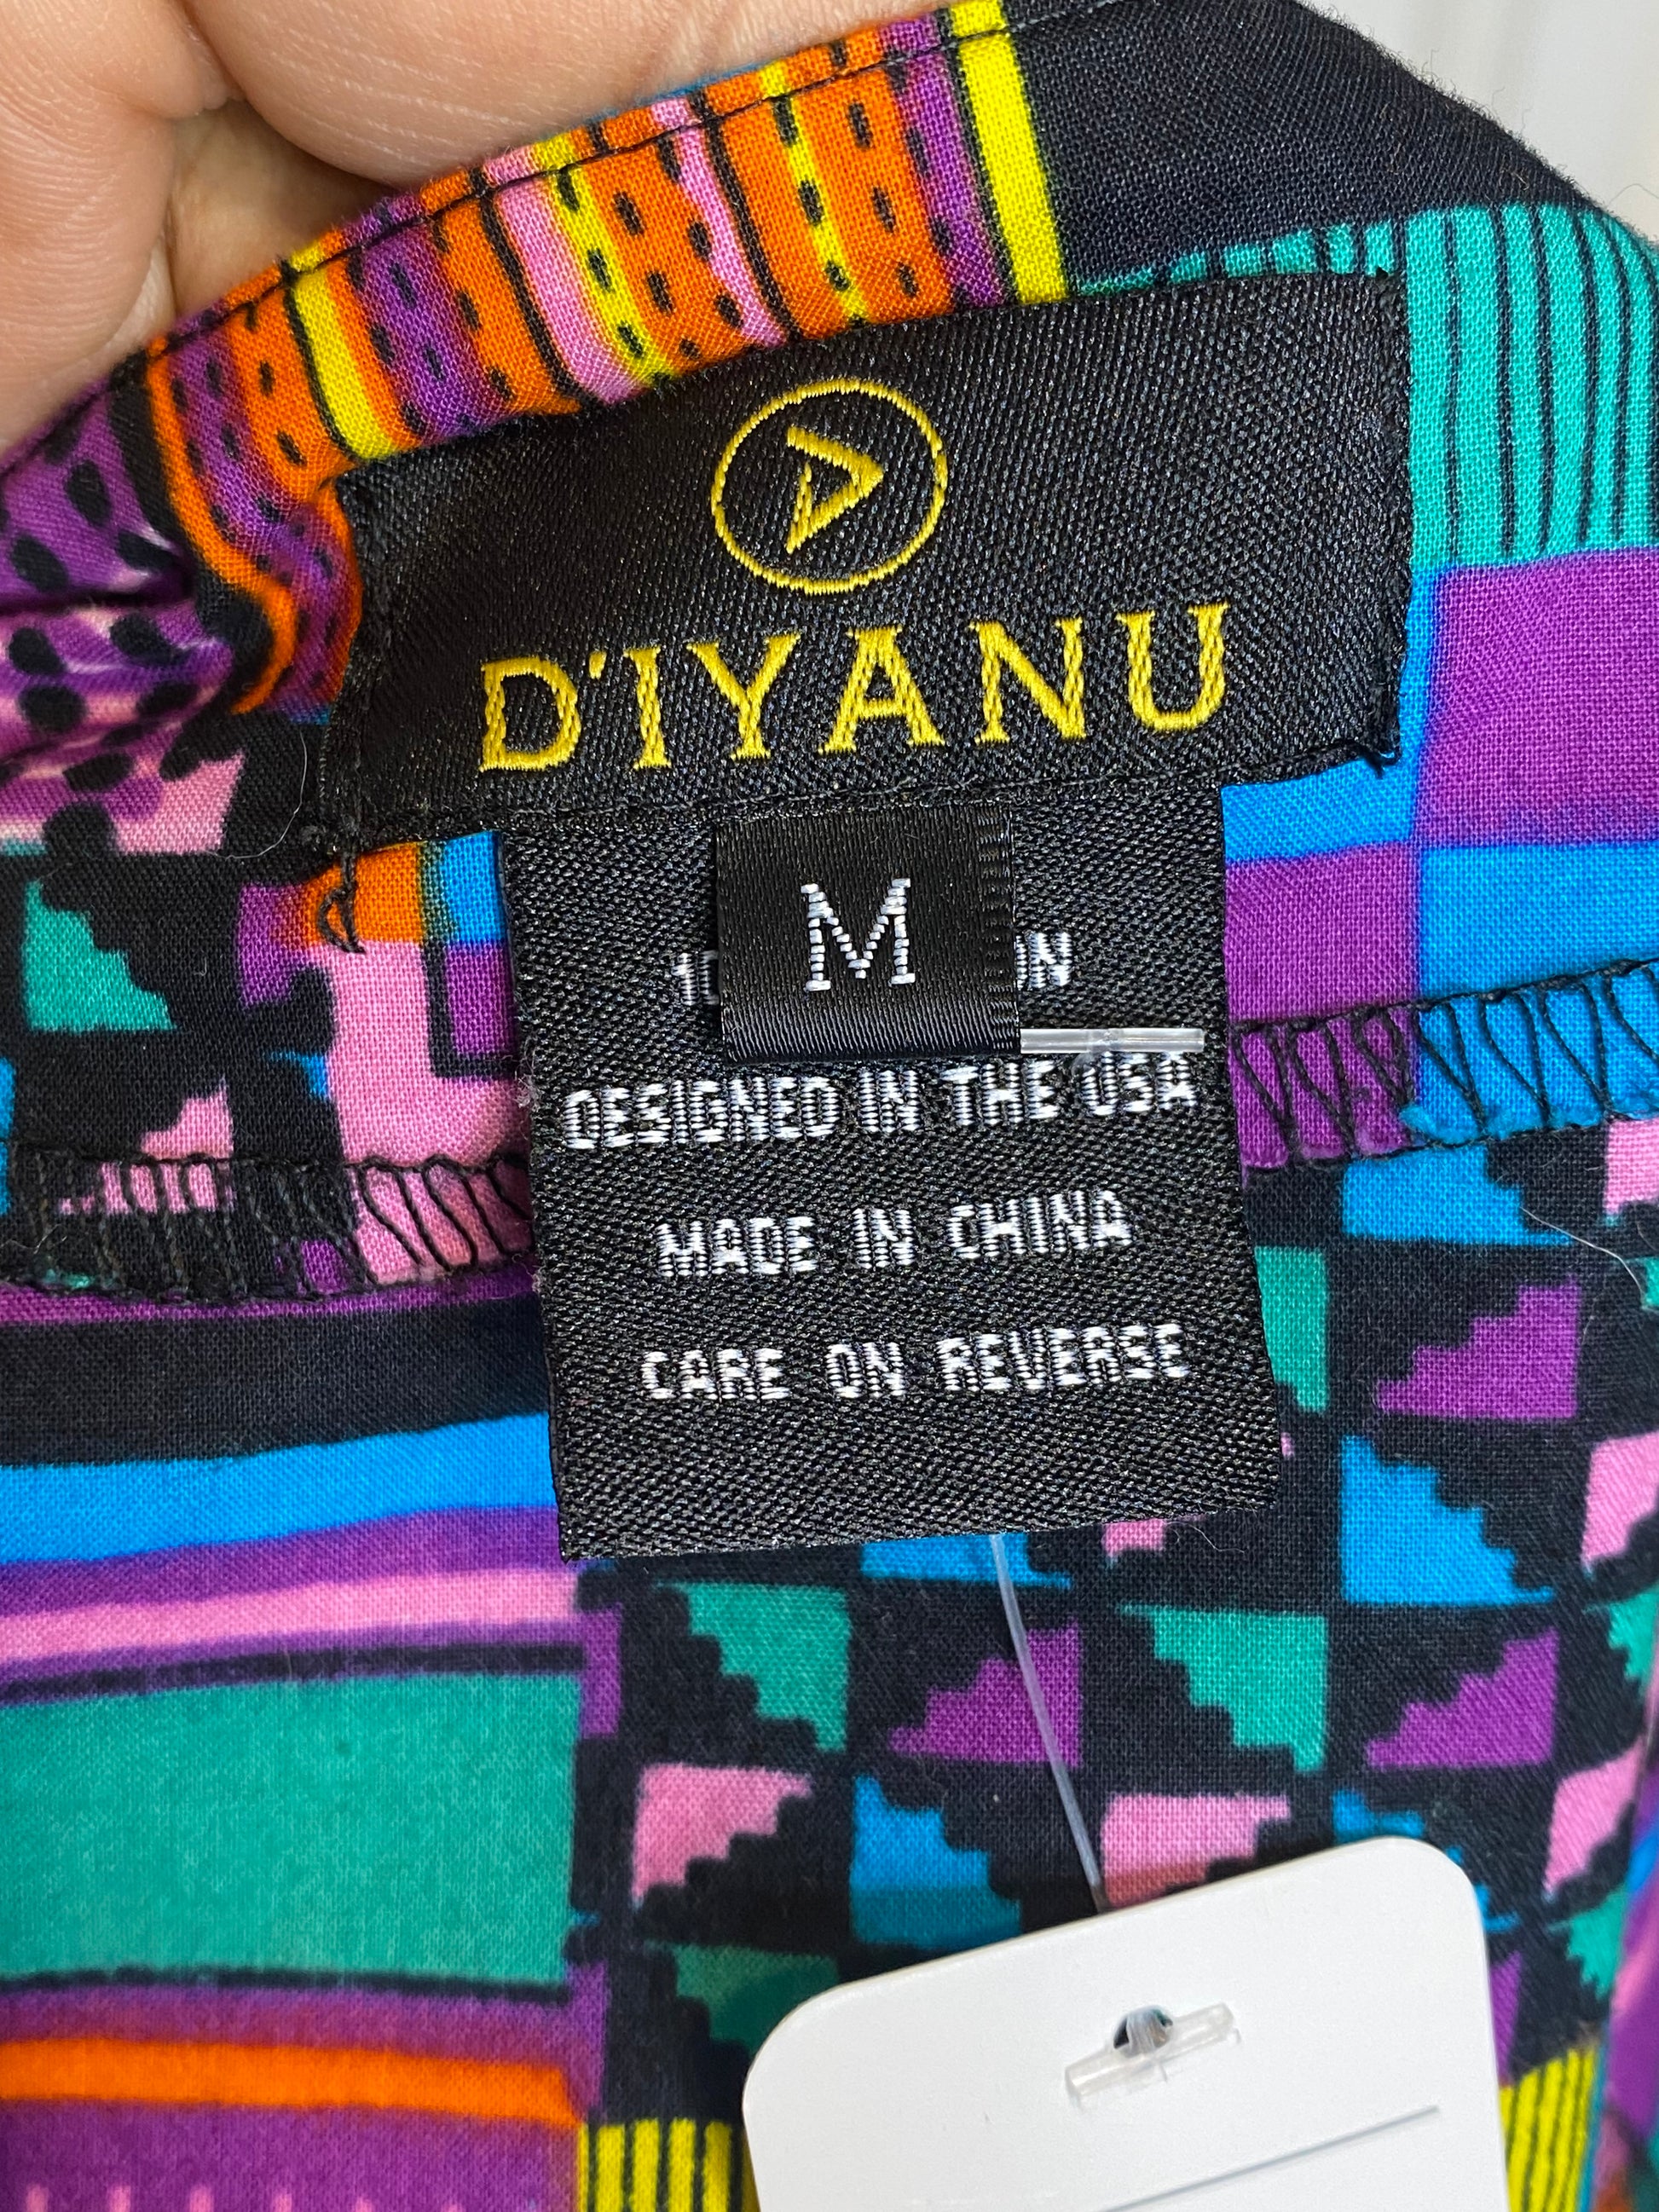 D'IYANU
M
DESIGNED IN THE USA
MADE IN CHINA
CARE ON REVERSE